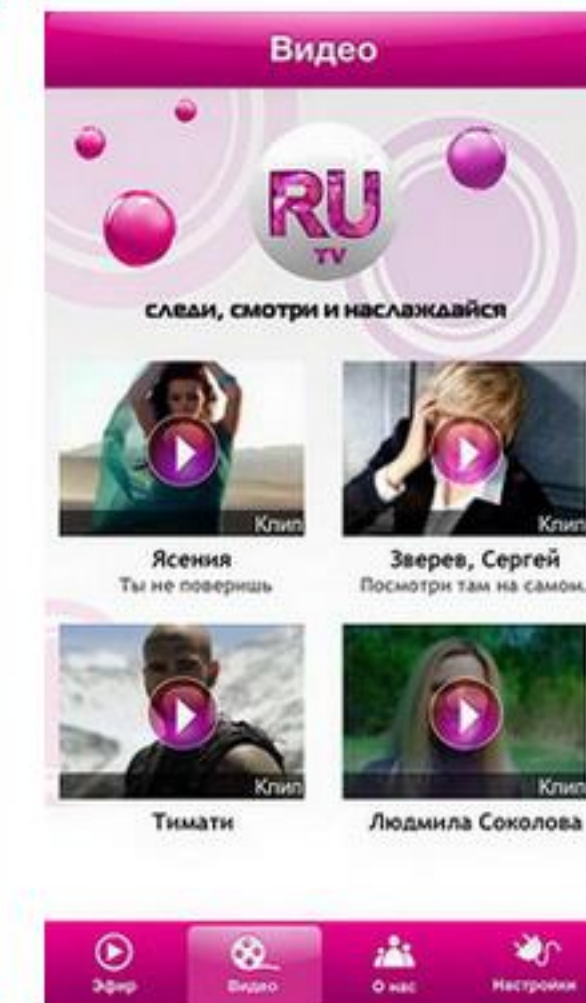 Видео
RU
TV
следи, смотри и наслаждайся
Клип
Клип
Ясения
Зверев, Сергей
Ты не поверишь
Посмотри там на самом.
Клип
Клип
Тимати
Людмила Соколова
Эфир
Видео
О нас
Настройки